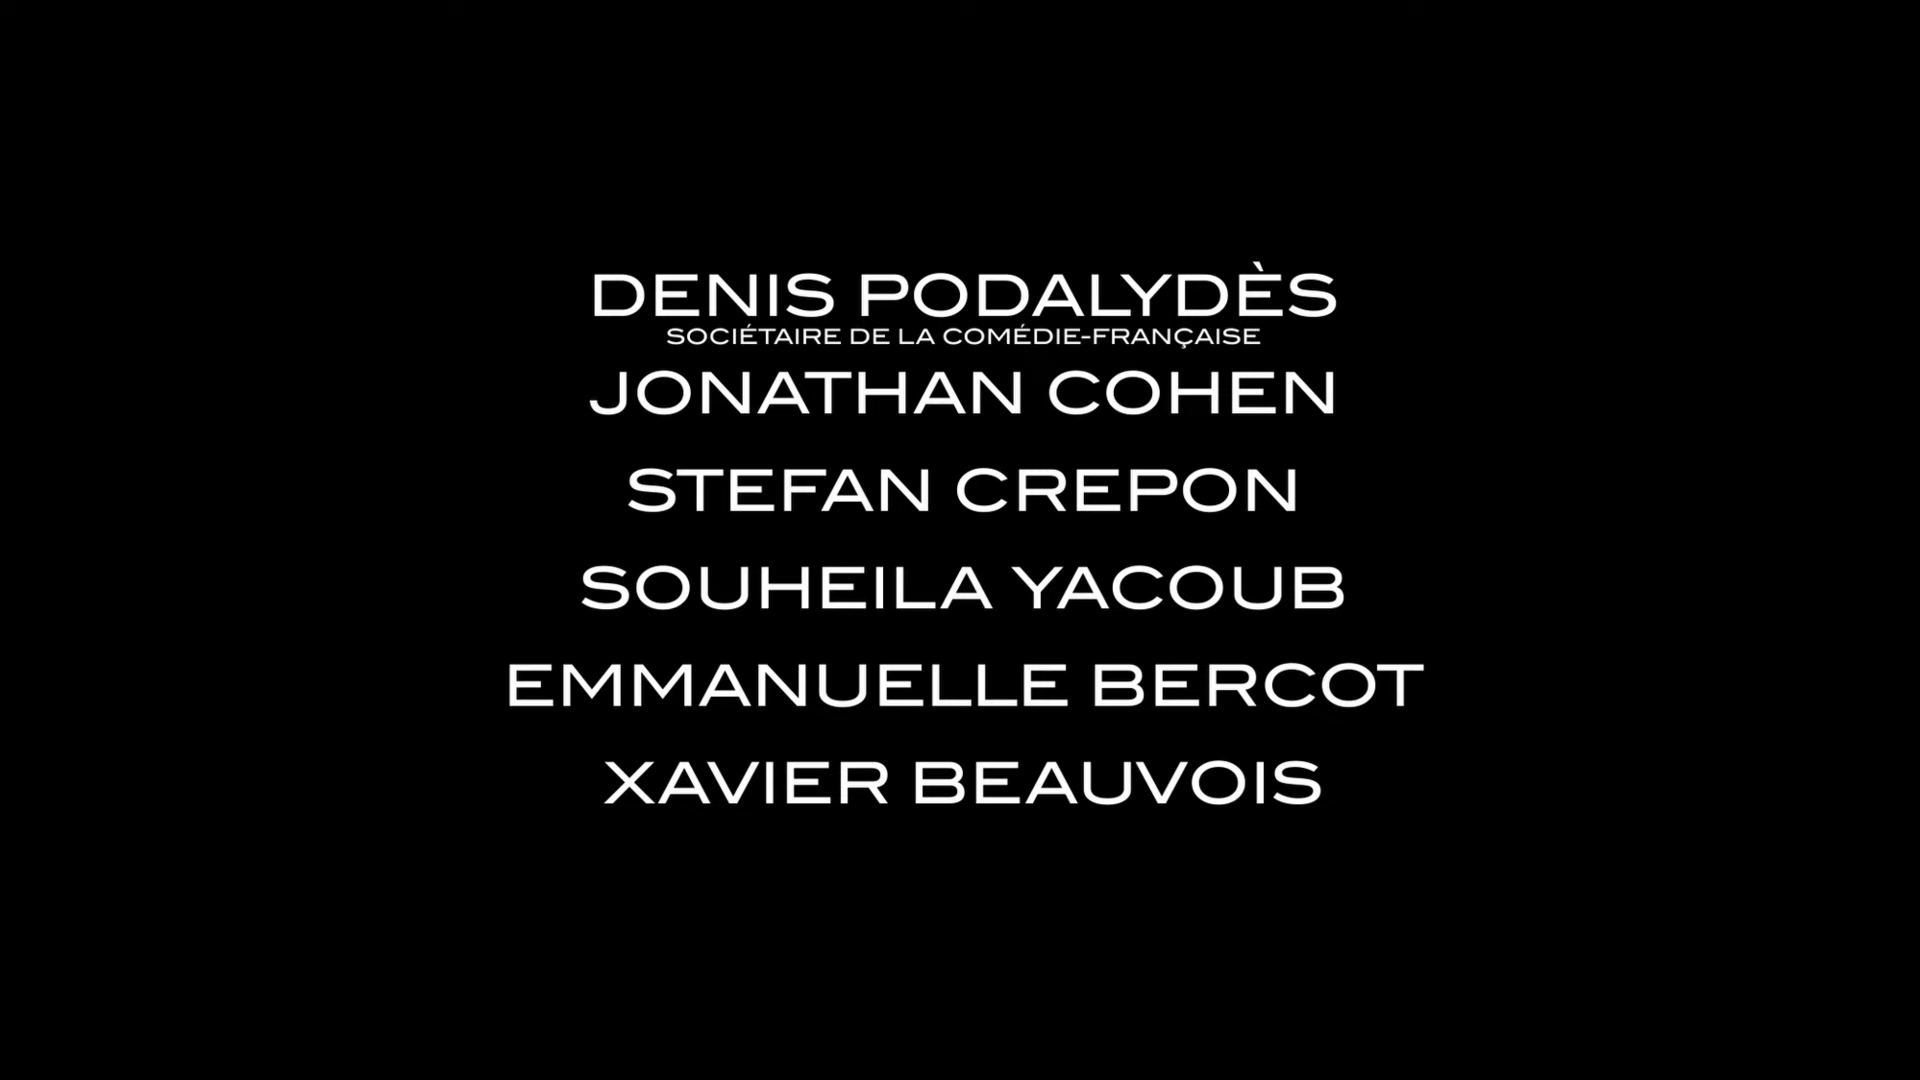 DENIS PODALYDÈS
SOCIÉTAIRE DE LA COMÉDIE-FRANÇAISE
JONATHAN COHEN
STEFAN CREPON
SOUHEILA YACOUB
EMMANUELLE BERCOT
XAVIER BEAUVOIS